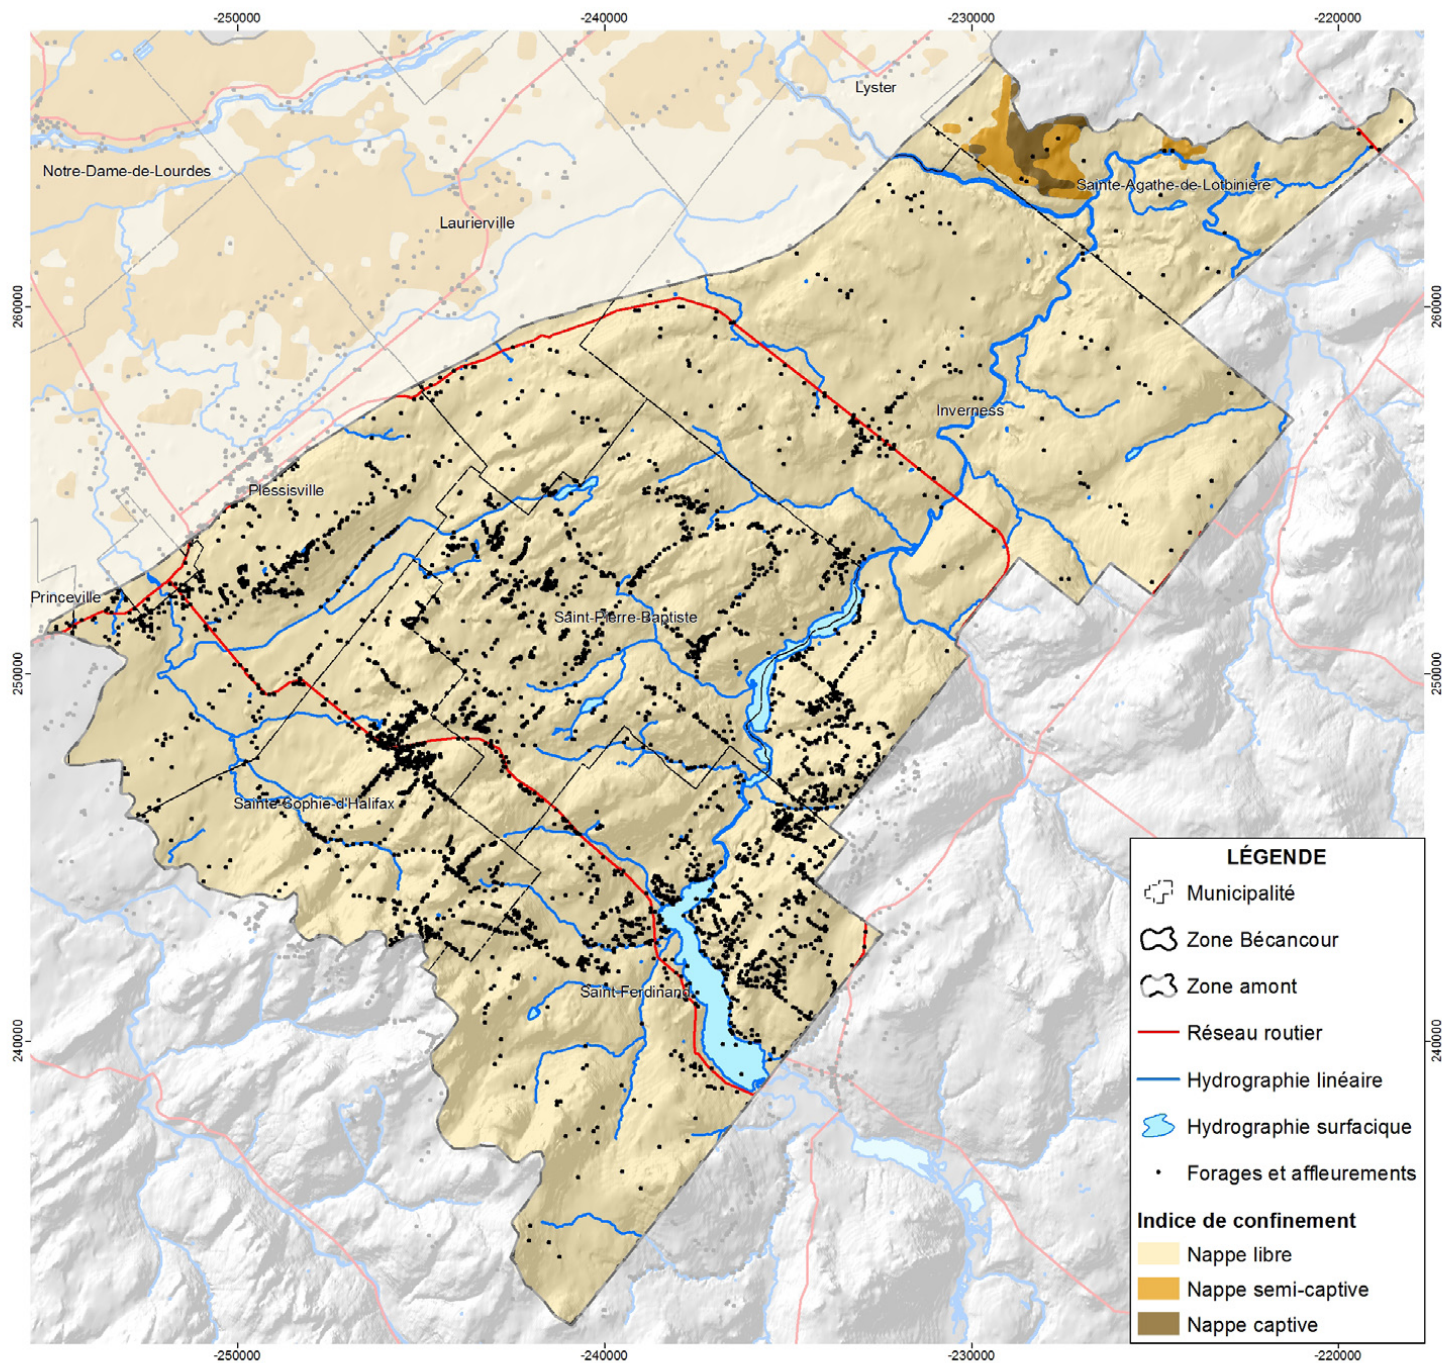 -250000
-240000
-230000
-220000
Lyster
Notre-Dame-de-Lourdes
Sainte-Agathe-de-Lotbinière
Laurierville
260000
260000
Inverness
Plessisville
Princeville
Saint-Pierre-Baptiste
250000
250000
Sainte-Sophie-d'Halifax
Saint-Ferdinand
240000
240000
LÉGENDE
Municipalité
Zone Bécancour
Zone amont
Réseau routier
Hydrographie linéaire
Hydrographie surfacique
Forages et affleurements
Indice de confinement
Nappe libre
Nappe semi-captive
Nappe captive
-250000
-240000
-230000
-220000